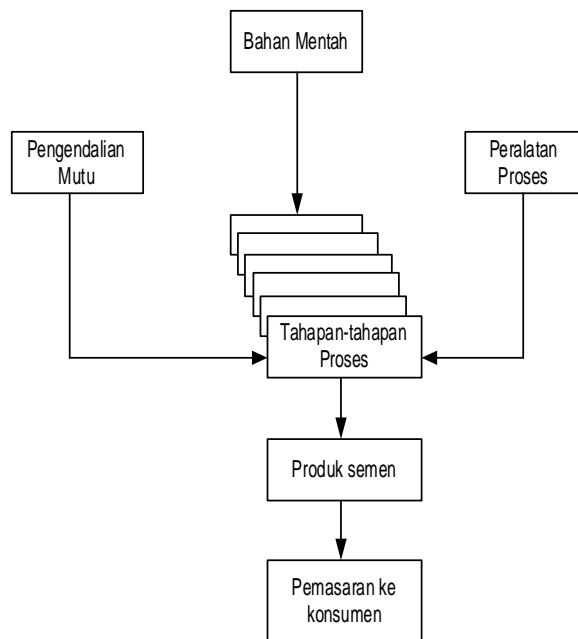 Bahan Mentah
Pengendalian
Mutu
Peralatan
Proses
Tahapan-tahapan
Proses
Produk semen
Pemasaran ke
konsumen